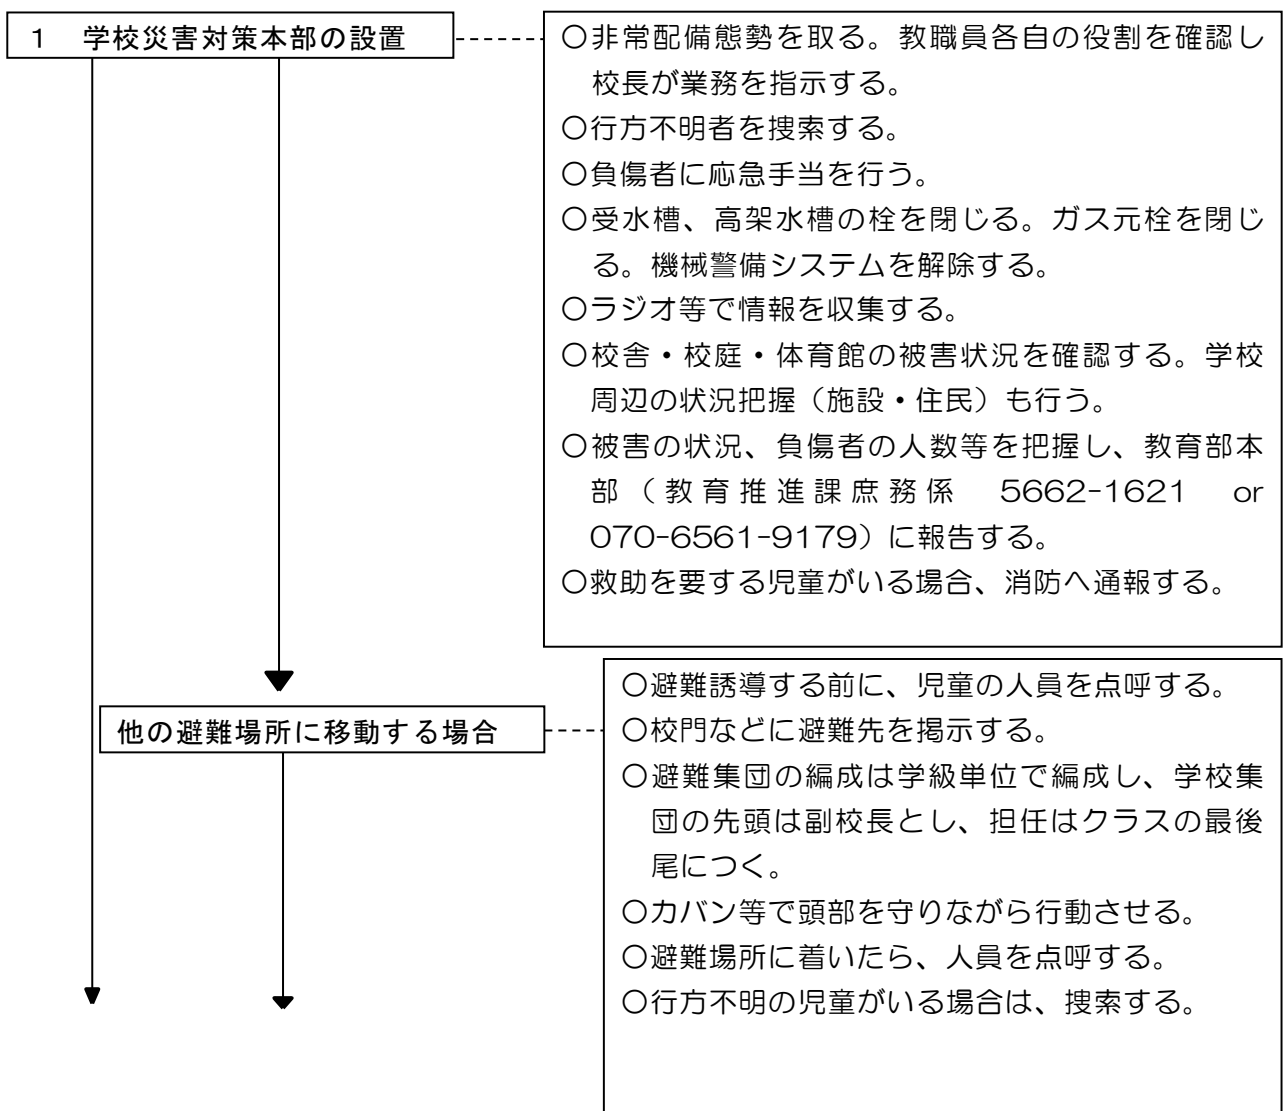 1　学校災害対策本部の設置
〇非常配備態勢を取る。教職員各自の役割を確認し
校長が業務を指示する。
〇行方不明者を捜索する。
〇負傷者に応急手当を行う。
〇受水槽、高架水槽の栓を閉じる。ガス元栓を閉じ
る。機械警備システムを解除する。
〇ラジオ等で情報を収集する。
〇校舎・校庭・体育館の被害状況を確認する。学校
周辺の状況把握（施設・住民）も行う。
〇被害の状況、負傷者の人数等を把握し、教育部本
部（教育推進課庶務係　5662-1621　or
070-6561-9179）に報告する。
〇救助を要する児童がいる場合、消防へ通報する。
他の避難場所に移動する場合
〇避難誘導する前に、児童の人員を点呼する。
〇校門などに避難先を掲示する。
〇避難集団の編成は学級単位で編成し、学校集
団の先頭は副校長とし、担任はクラスの最後
尾につく。
〇カバン等で頭部を守りながら行動させる。
〇避難場所に着いたら、人員を点呼する。
〇行方不明の児童がいる場合は、捜索する。